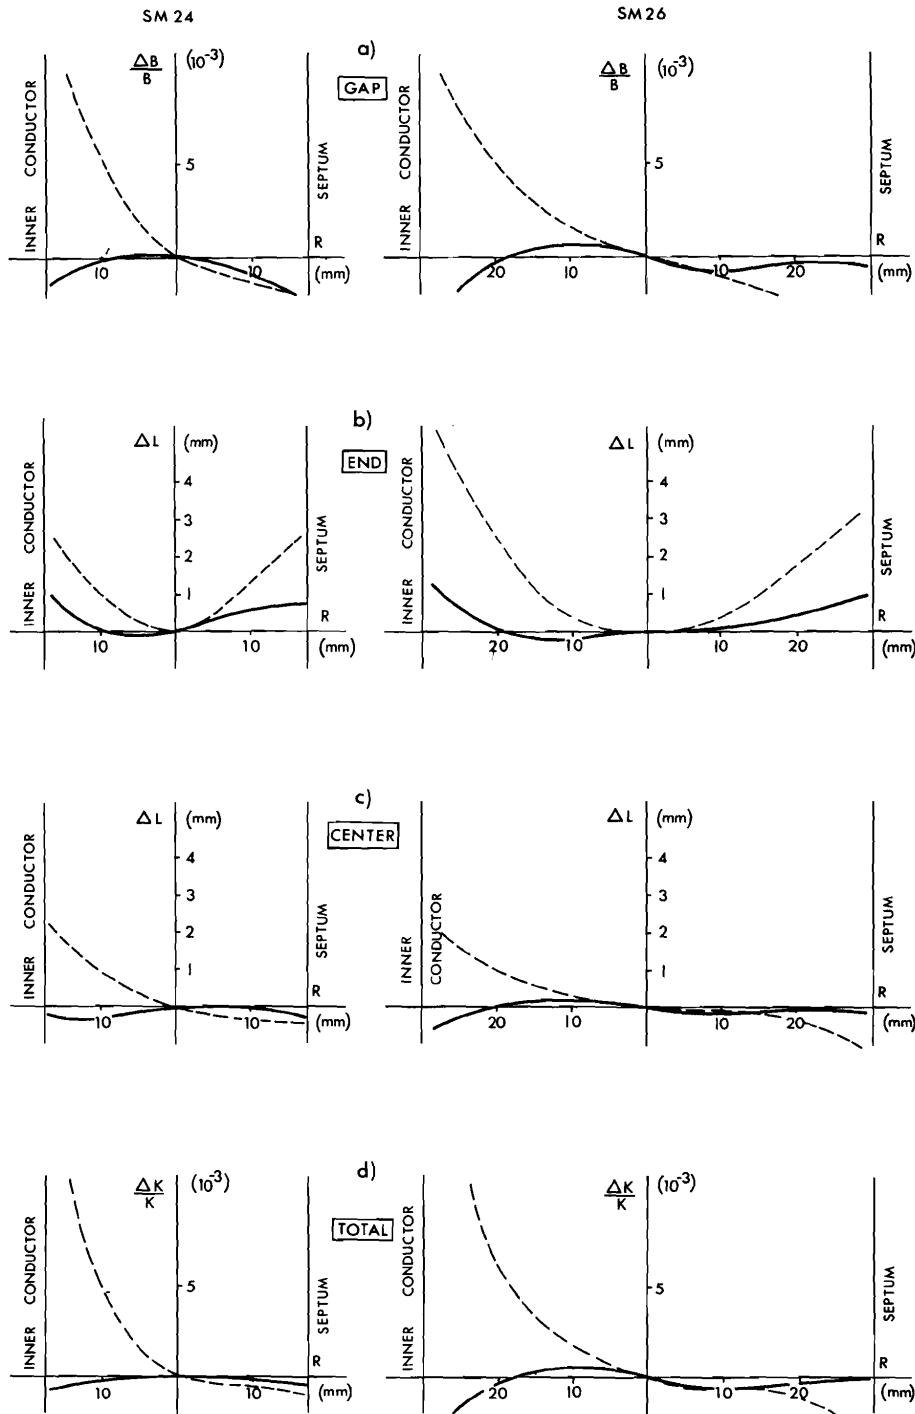 SM 24
SM 26
a)
GAP
INNER CONDUCTOR
ΔB/B (10⁻³)
5
SEPTUM
R
10 10 (mm)
INNER CONDUCTOR
ΔB/B (10⁻³)
5
SEPTUM
R
20 10 10 20 (mm)
b)
END
INNER CONDUCTOR
ΔL (mm)
4
3
2
1
SEPTUM
R
10 10 (mm)
INNER CONDUCTOR
ΔL (mm)
4
3
2
1
SEPTUM
R
20 10 10 20 (mm)
c)
CENTER
INNER CONDUCTOR
ΔL (mm)
4
3
2
1
SEPTUM
R
10 10 (mm)
INNER CONDUCTOR
ΔL (mm)
4
3
2
1
SEPTUM
R
20 10 10 20 (mm)
d)
TOTAL
INNER CONDUCTOR
ΔK/K (10⁻³)
5
SEPTUM
R
10 10 (mm)
INNER CONDUCTOR
ΔK/K (10⁻³)
5
SEPTUM
R
20 10 10 20 (mm)